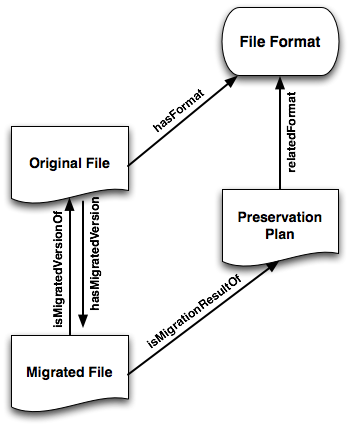 File Format
hasFormat
relatedFormat
Original File
isMigratedVersionOf
hasMigratedVersion
Preservation
Plan
isMigrationResultOf
Migrated File